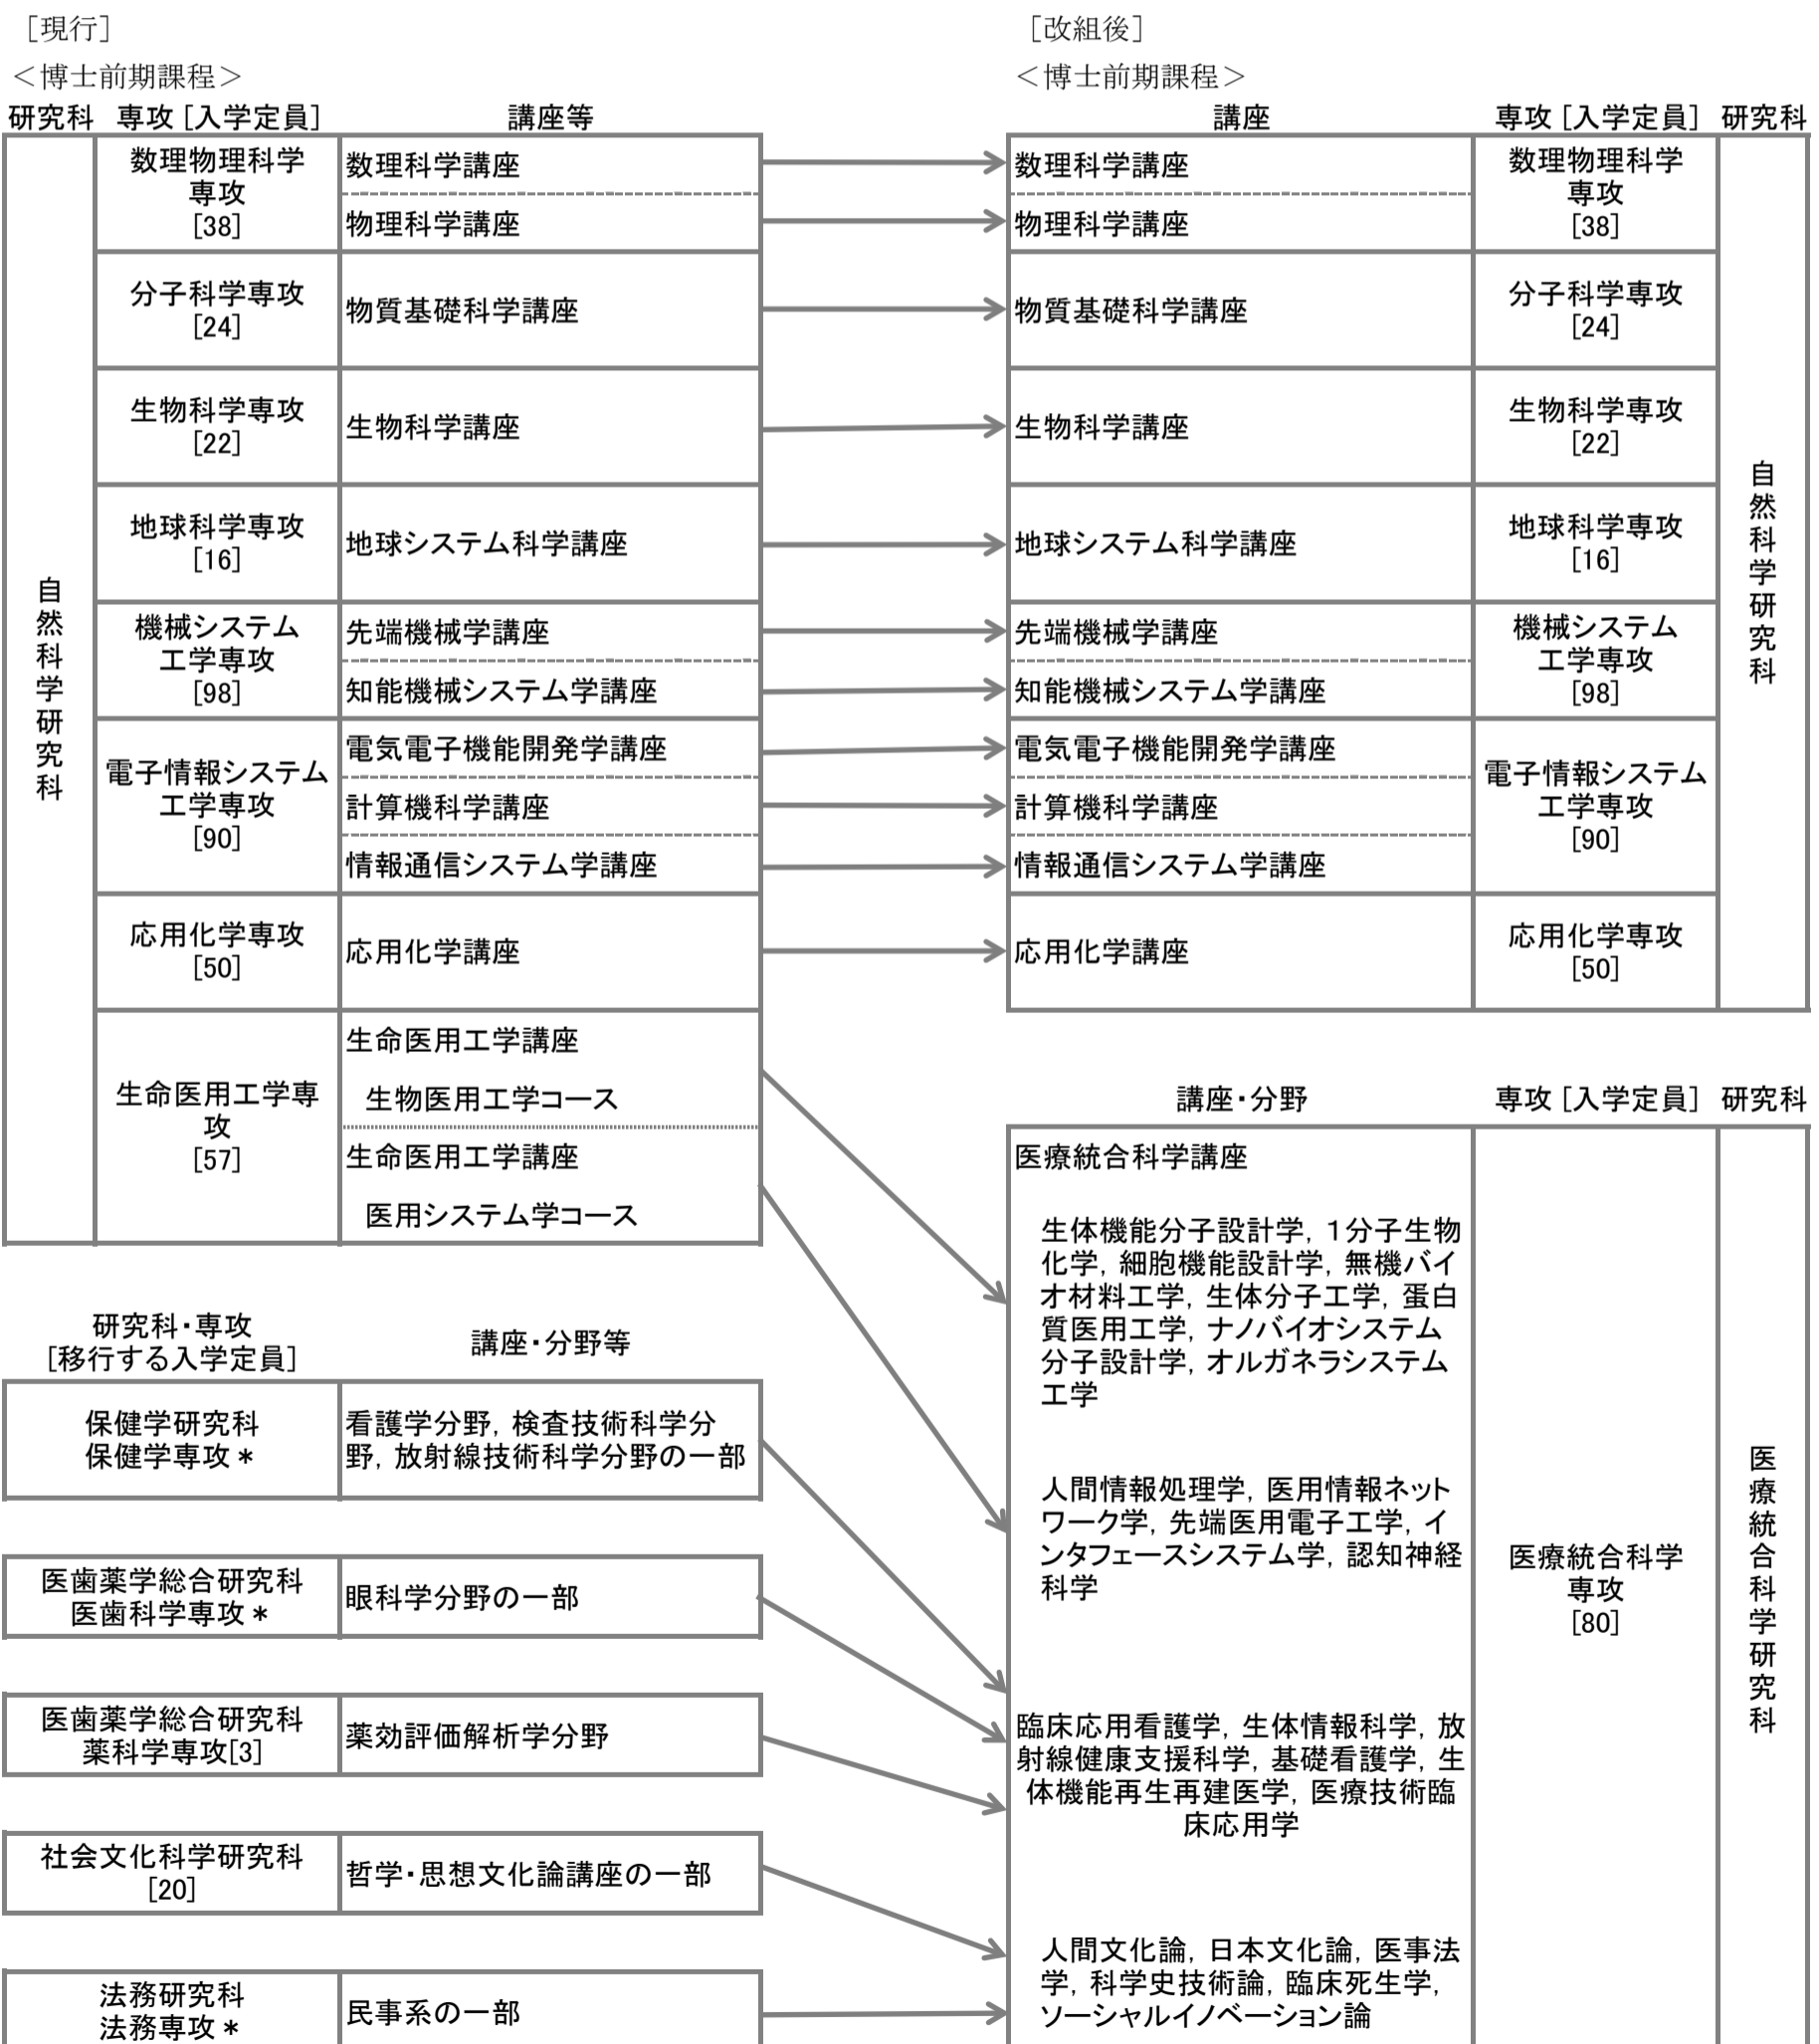 ［現行］
＜博士前期課程＞
研究科 専攻 [入学定員] 講座等
自然科学研究科
数理物理科学
専攻
[38]
数理科学講座
物理科学講座
分子科学専攻
[24]
物質基礎科学講座
生物科学専攻
[22]
生物科学講座
地球科学専攻
[16]
地球システム科学講座
機械システム
工学専攻
[98]
先端機械学講座
知能機械システム学講座
電子情報システム
工学専攻
[90]
電気電子機能開発学講座
計算機科学講座
情報通信システム学講座
応用化学専攻
[50]
応用化学講座
生命医用工学専
攻
[57]
生命医用工学講座
生物医用工学コース
生命医用工学講座
医用システム学コース
研究科・専攻
[移行する入学定員]
講座・分野等
保健学研究科
保健学専攻＊
看護学分野，検査技術科学分
野，放射線技術科学分野の一部
医歯薬学総合研究科
医歯科学専攻＊
眼科学分野の一部
医歯薬学総合研究科
薬科学専攻[3]
薬効評価解析学分野
社会文化科学研究科
[20]
哲学・思想文化論講座の一部
法務研究科
法務専攻＊
民事系の一部
［改組後］
＜博士前期課程＞
講座 専攻 [入学定員] 研究科
数理科学講座
物理科学講座
数理物理科学
専攻
[38]
物質基礎科学講座
分子科学専攻
[24]
生物科学講座
生物科学専攻
[22]
地球システム科学講座
地球科学専攻
[16]
先端機械学講座
知能機械システム学講座
機械システム
工学専攻
[98]
電気電子機能開発学講座
計算機科学講座
情報通信システム学講座
電子情報システム
工学専攻
[90]
応用化学講座
応用化学専攻
[50]
自然科学研究科
講座・分野 専攻 [入学定員] 研究科
医療統合科学講座
生体機能分子設計学，１分子生物
化学，細胞機能設計学，無機バイ
オ材料工学，生体分子工学，蛋白
質医用工学，ナノバイオシステム
分子設計学，オルガネラシステム
工学
人間情報処理学，医用情報ネット
ワーク学，先端医用電子工学，イ
ンタフェースシステム学，認知神経
科学
臨床応用看護学，生体情報科学，放
射線健康支援科学，基礎看護学，生
体機能再生再建医学，医療技術臨
床応用学
人間文化論，日本文化論，医事法
学，科学史技術論，臨床死生学，
ソーシャルイノベーション論
医療統合科学
専攻
[80]
医療統合科学研究科